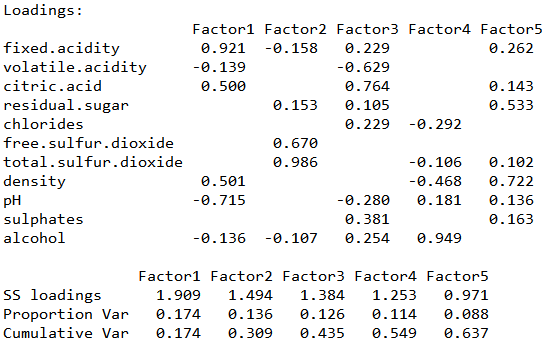 Loadings:
                     Factor1 Factor2 Factor3 Factor4 Factor5
fixed.acidity         0.921  -0.158   0.229           0.262
volatile.acidity     -0.139          -0.629
citric.acid           0.500           0.764           0.143
residual.sugar                0.153   0.105           0.533
chlorides                             0.229  -0.292
free.sulfur.dioxide           0.670
total.sulfur.dioxide          0.986          -0.106   0.102
density               0.501                  -0.468   0.722
pH                   -0.715          -0.280   0.181   0.136
sulphates                             0.381           0.163
alcohol              -0.136  -0.107   0.254   0.949
               Factor1 Factor2 Factor3 Factor4 Factor5
SS loadings      1.909   1.494   1.384   1.253   0.971
Proportion Var   0.174   0.136   0.126   0.114   0.088
Cumulative Var   0.174   0.309   0.435   0.549   0.637